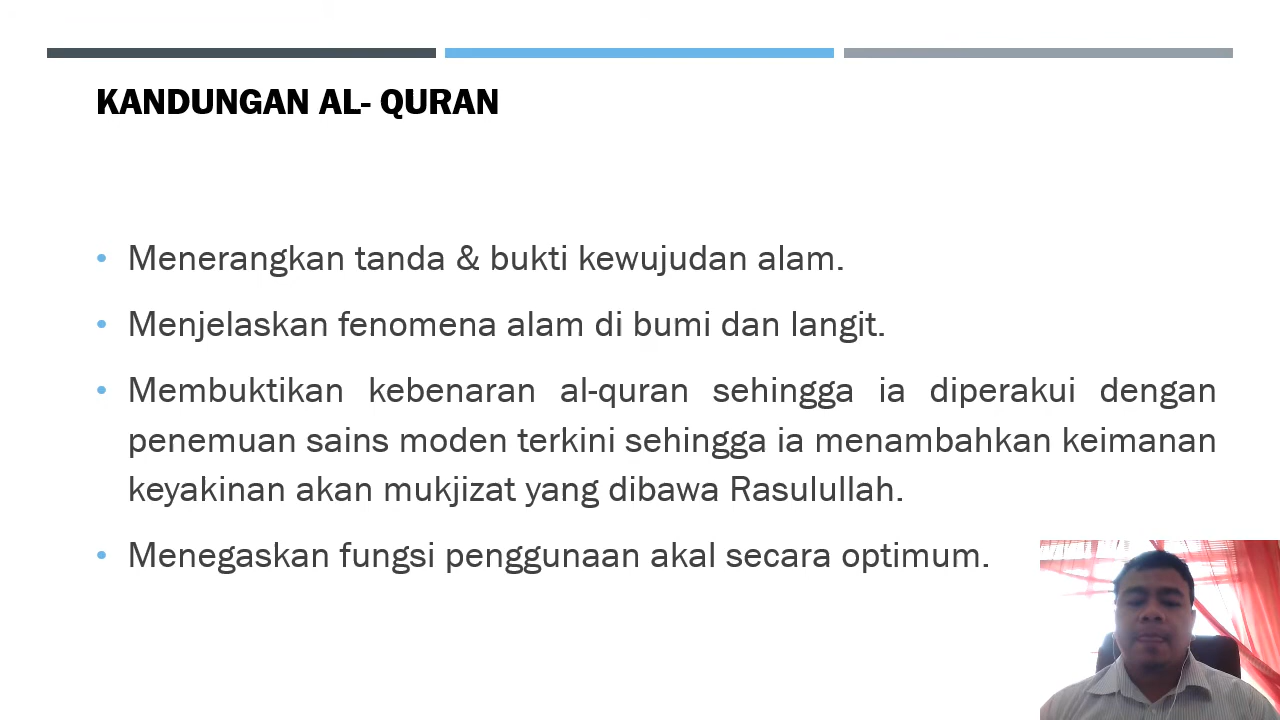 KANDUNGAN AL- QURAN
• Menerangkan tanda & bukti kewujudan alam.
• Menjelaskan fenomena alam di bumi dan langit.
• Membuktikan kebenaran al-quran sehingga ia diperakui dengan
penemuan sains moden terkini sehingga ia menambahkan keimanan
keyakinan akan mukjizat yang dibawa Rasulullah.
• Menegaskan fungsi penggunaan akal secara optimum.